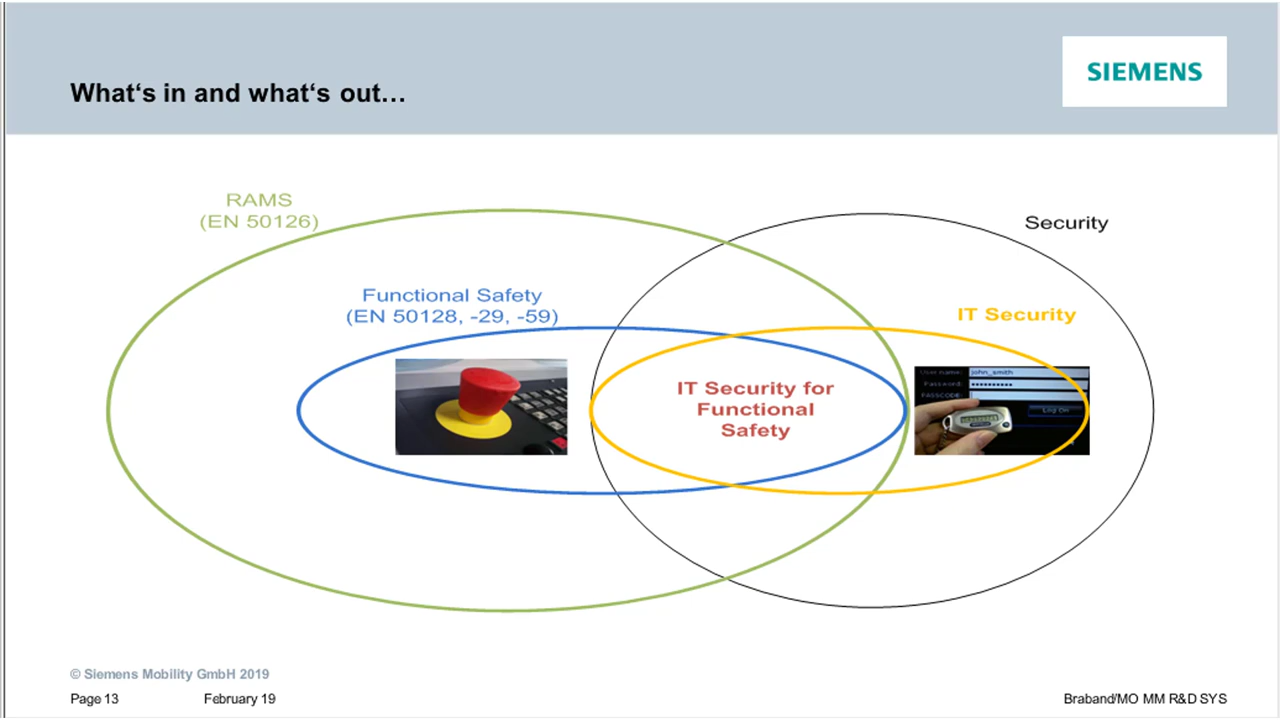 What‘s in and what‘s out…
SIEMENS
RAMS
(EN 50126)
Security
Functional Safety
(EN 50128, -29, -59)
IT Security
IT Security for
Functional
Safety
User name: john_smith
Password: ••••••••••
PASSCODE:
Log On
© Siemens Mobility GmbH 2019
Page 13 February 19 Braband/MO MM R&D SYS